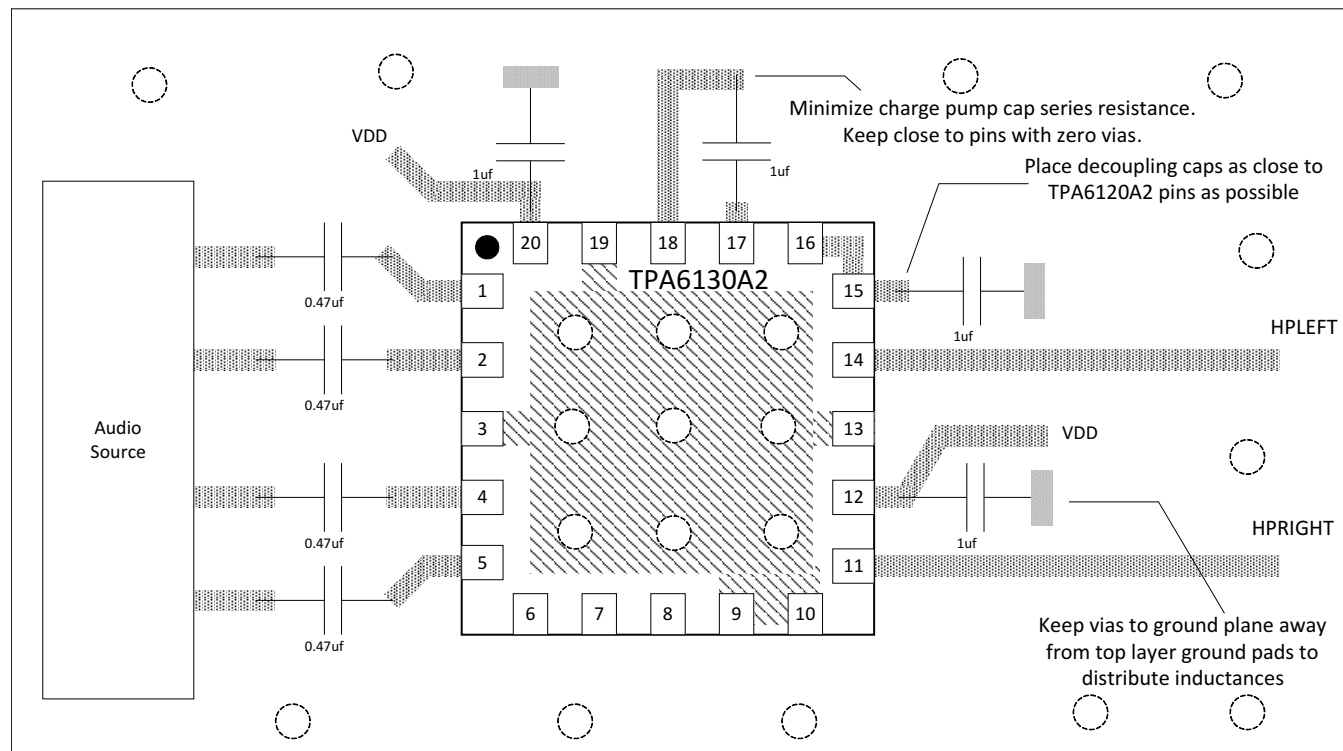 Minimize charge pump cap series resistance.
Keep close to pins with zero vias.
VDD
1uf
1uf
Place decoupling caps as close to
TPA6120A2 pins as possible
20
19
18
17
16
TPA6130A2
1
2
3
4
5
6
7
8
9
10
15
14
13
12
11
0.47uf
0.47uf
0.47uf
0.47uf
Audio
Source
1uf
HPLEFT
VDD
1uf
HPRIGHT
Keep vias to ground plane away
from top layer ground pads to
distribute inductances